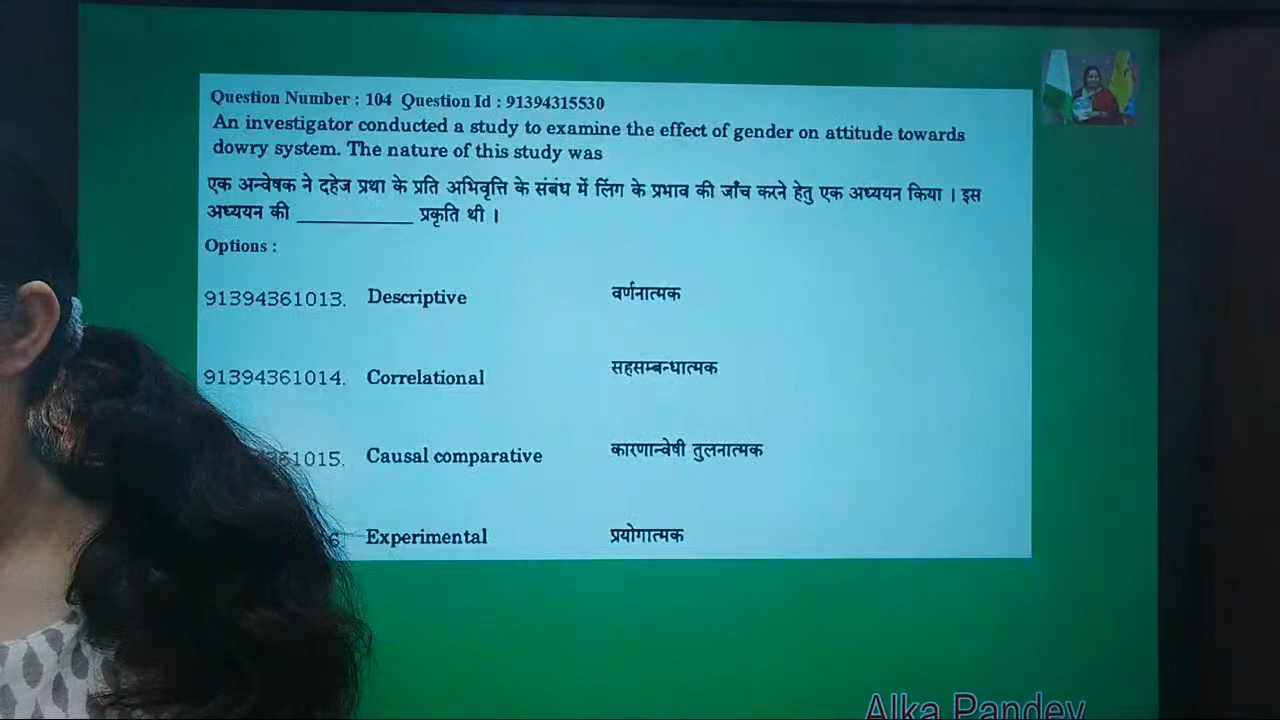 Question Number : 104 Question Id : 91394315530
An investigator conducted a study to examine the effect of gender on attitude towards
dowry system. The nature of this study was
एक अन्वेषक ने दहेज प्रथा के प्रति अभिवृत्ति के संबंध में लिंग के प्रभाव की जाँच करने हेतु एक अध्ययन किया । इस
अध्ययन की ____________ प्रकृति थी ।
Options :
91394361013. Descriptive वर्णनात्मक
91394361014. Correlational सहसम्बन्धात्मक
61015. Causal comparative कारणान्वेषी तुलनात्मक
6 Experimental प्रयोगात्मक
Alka Pandey